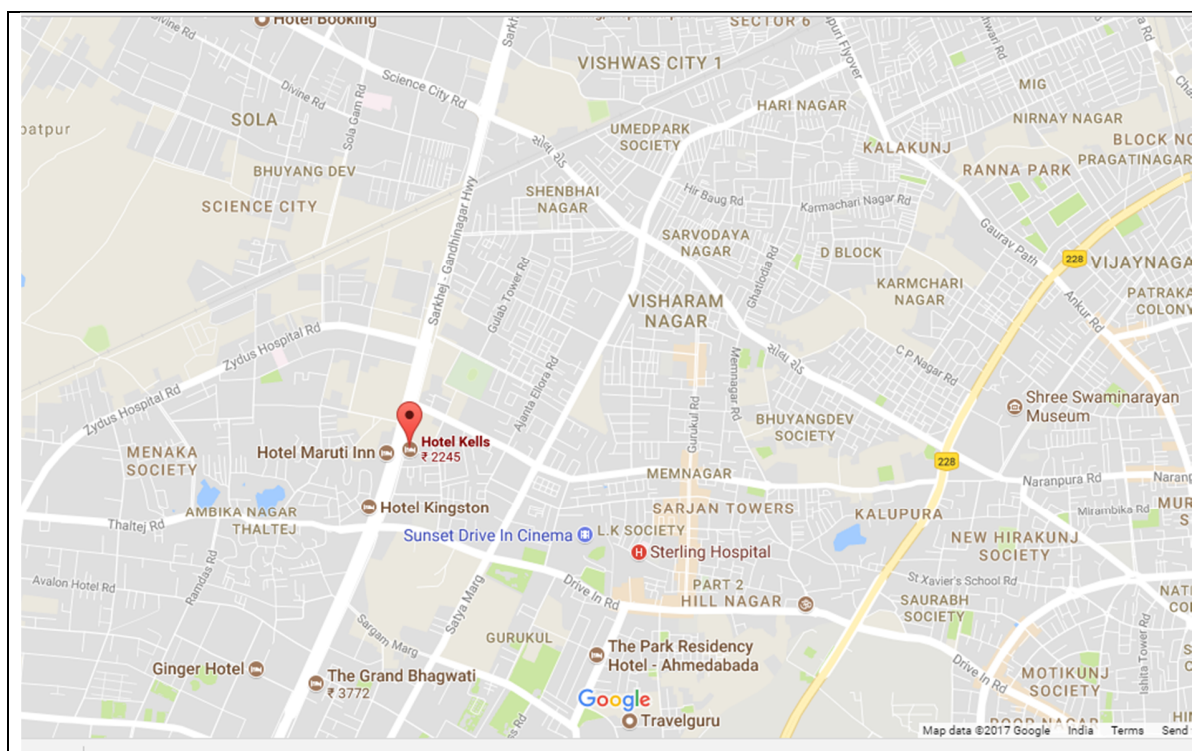 Hotel Booking
SECTOR 6
Divine Rd
VISHWAS CITY 1
Science City Rd
MIG
Divine Rd
HARI NAGAR
Sola Gam Rd
SOLA
UMEDPARK
SOCIETY
NIRNAY NAGAR
BLOCK NO
KALAKUNJ
PRAGATINAGAR
RANNA PARK
BHUYANG DEV
SHENBHAI
NAGAR
Hir Baug Rd
Karmachari Nagar Rd
SCIENCE CITY
Gaurav Path
SARVODAYA
NAGAR
D BLOCK
Sarkhej - Gandhinagar Hwy
228
VIJAYNAGA
Gulab Tower Rd
Ghatlodia Rd
KARMCHARI
NAGAR
PATRAKA
COLONY
VISHARAM
NAGAR
Ankur Rd
Zydus Hospital Rd
સોલા રોડ
Memnagar Rd
C P Nagar Rd
Ajanta Ellora Rd
Zydus Hospital Rd
Gurukul Rd
Shree Swaminarayan
Museum
BHUYANGDEV
SOCIETY
Hotel Kells
₹ 2245
Hotel Maruti Inn
MENAKA
SOCIETY
228
MEMNAGAR
Naranpura Rd
Hotel Kingston
SARJAN TOWERS
Mirambika Rd
AMBIKA NAGAR
KALUPURA
Thaltej Rd
THALTEJ
Sunset Drive In Cinema
L.K SOCIETY
NEW HIRAKUNJ
SOCIETY
Sterling Hospital
Avalon Hotel Rd
Ramdas Rd
Drive In Rd
PART 2
HILL NAGAR
St Xavier's School Rd
SAURABH
SOCIETY
Satya Marg
Sargam Marg
GURUKUL
The Park Residency
Hotel - Ahmedabada
Ginger Hotel
The Grand Bhagwati
₹ 3772
Drive In Rd
MOTIKUNJ
SOCIETY
Ishita Tower Rd
Google
Travelguru
Map data ©2017 Google India Terms Send